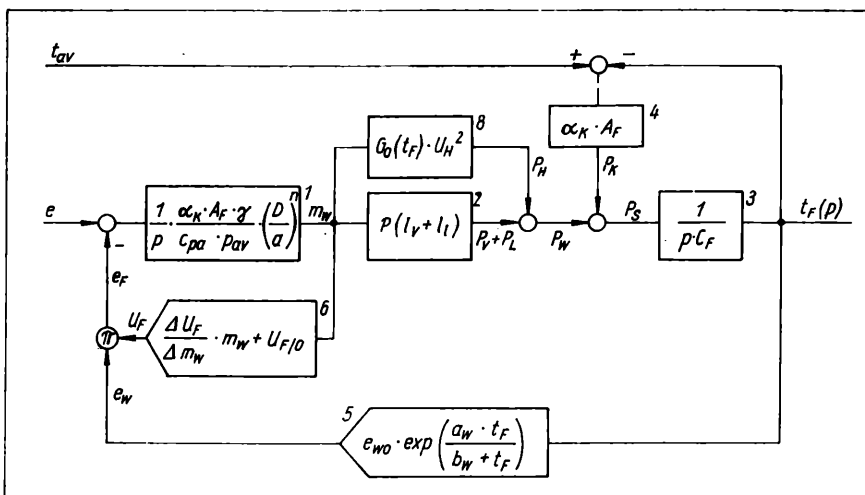 t_av + -
4
α_K · A_F
8
G_0(t_F) · U_H²
P_H P_K
e - 1/p · (α_K · A_F · γ)/(c_pa · p_av) · (D/a)^n 1 m_w
P(l_v + l_l) 2 P_V + P_L P_W P_S 1/(p · C_F) 3 t_F(p)
e_F
π U_F ΔU_F/Δm_w · m_w + U_F/0 6
e_w
5
e_w0 · exp((a_w · t_F)/(b_w + t_F))